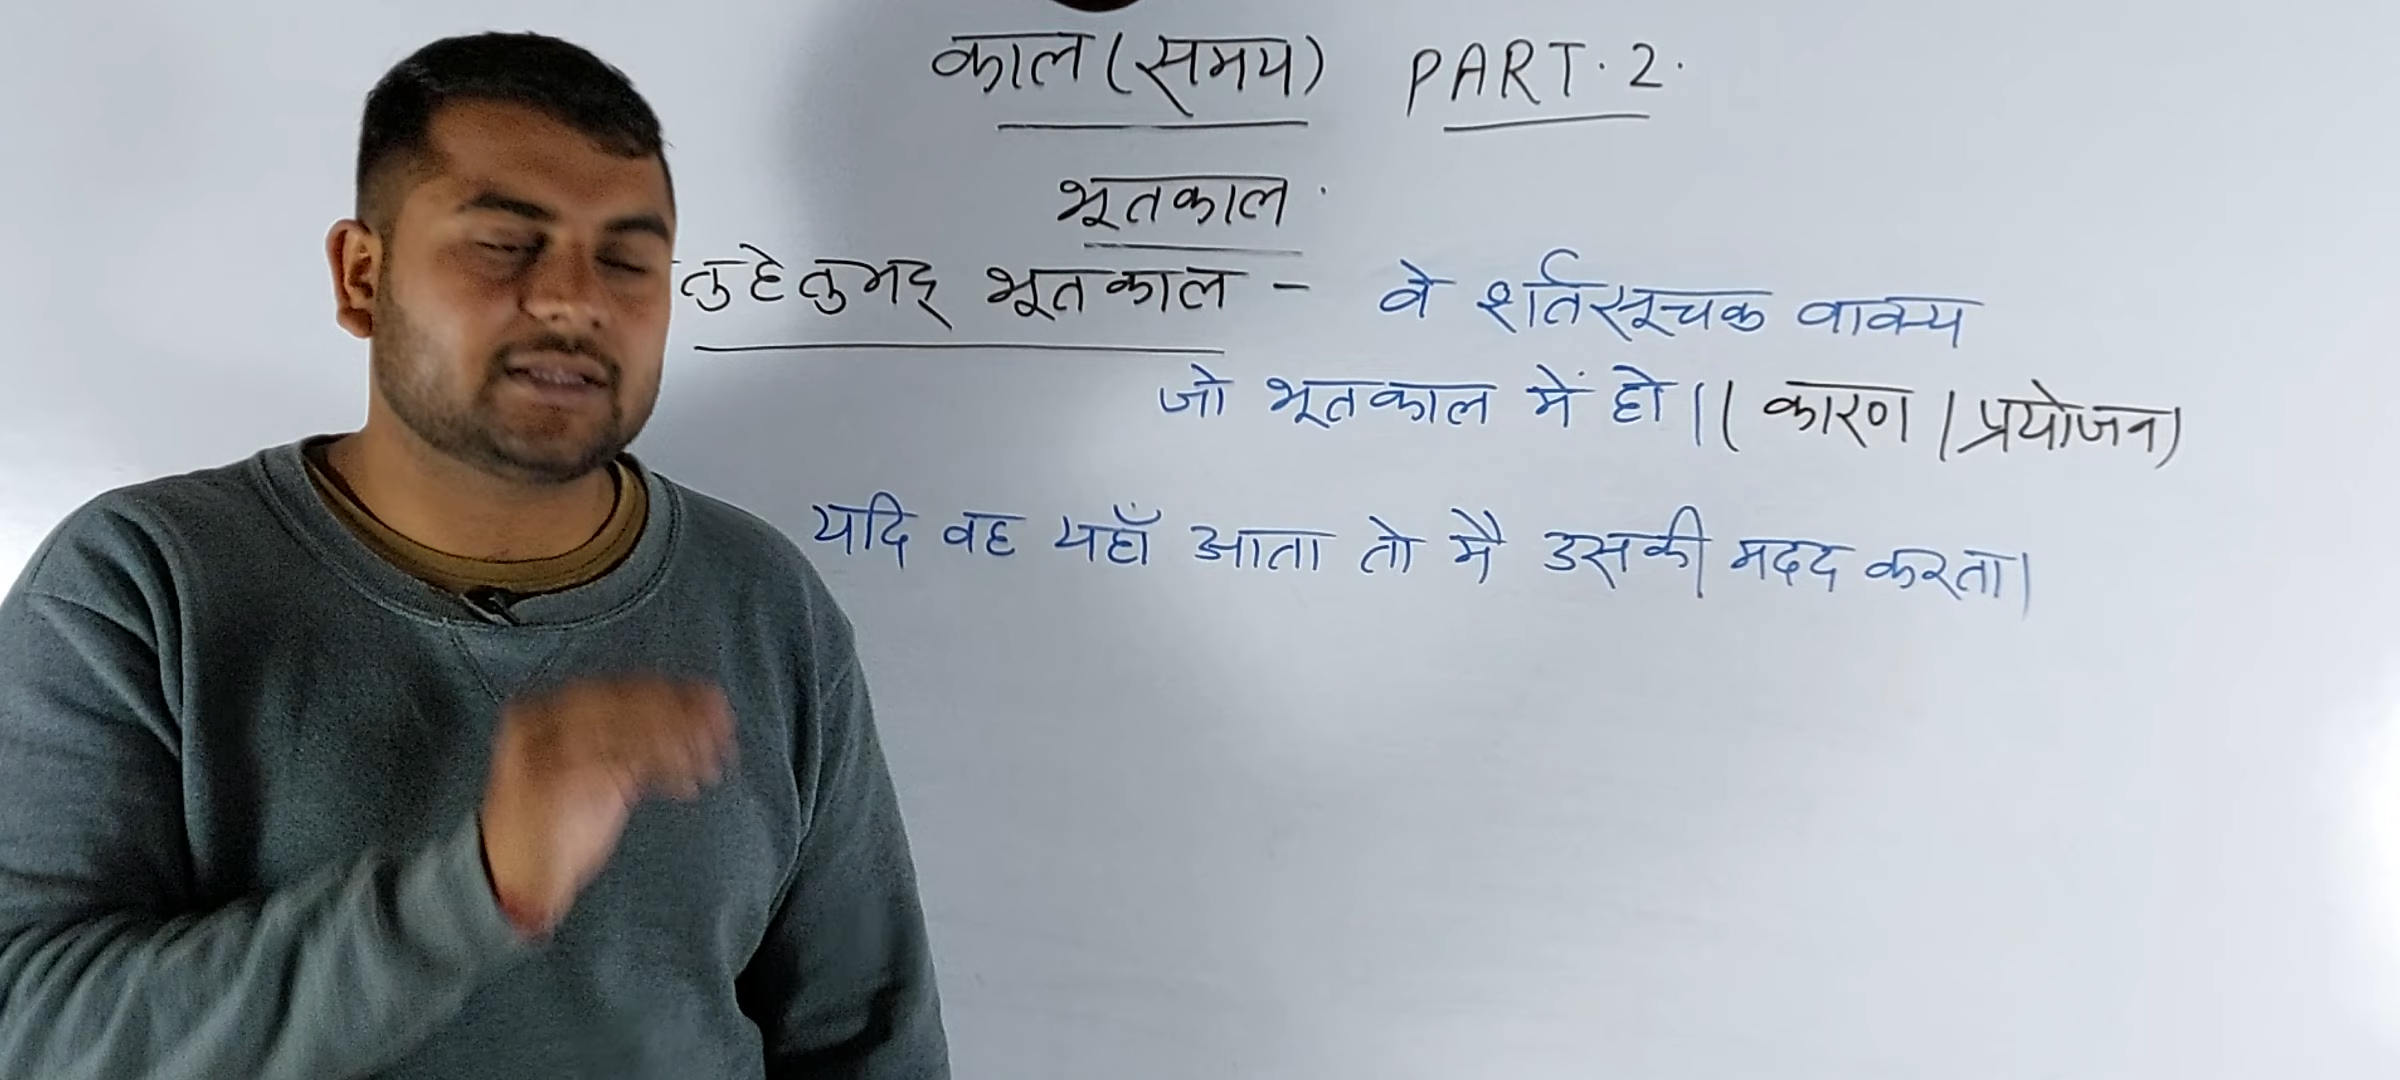 काल (समय) PART. 2.
भूतकाल.
तुहेतुमद् भूतकाल - वे शर्तिसूचक वाक्य
जो भूतकाल में हो। ( कारण / प्रयोजन)
यदि वह यहाँ आता तो मै उसकी मदद करता।